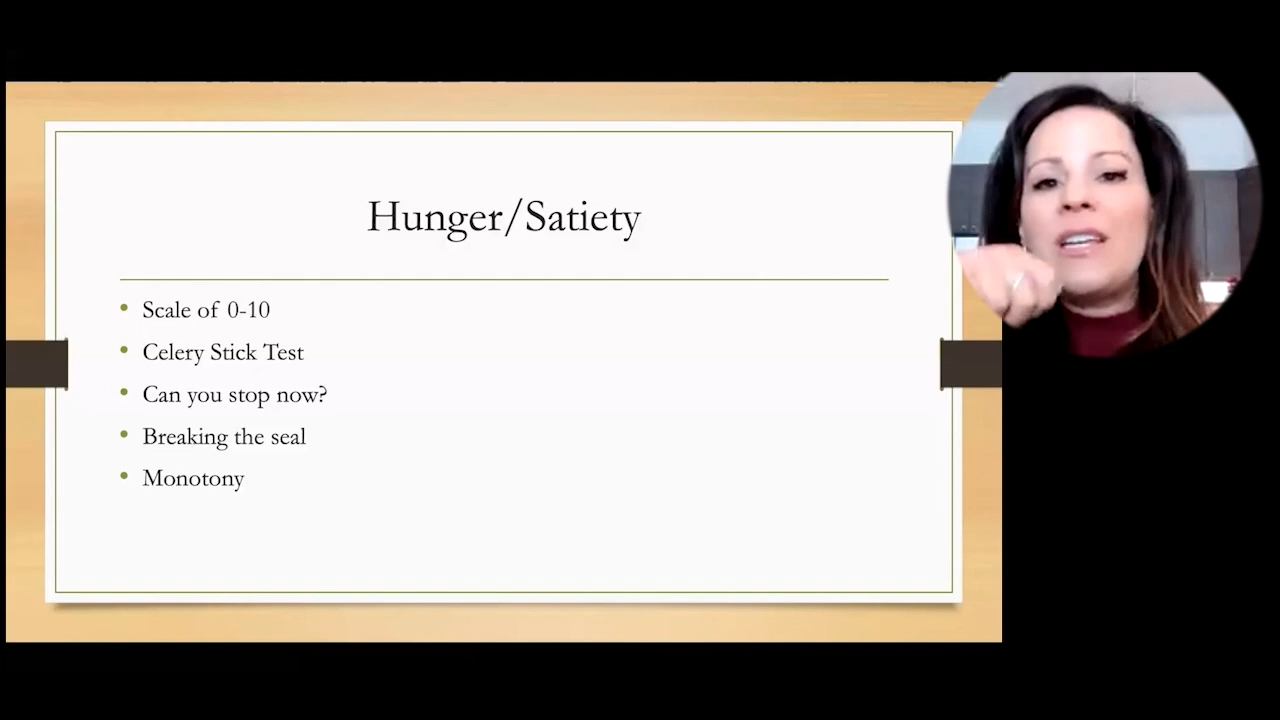 Hunger/Satiety
Scale of 0-10
Celery Stick Test
Can you stop now?
Breaking the seal
Monotony